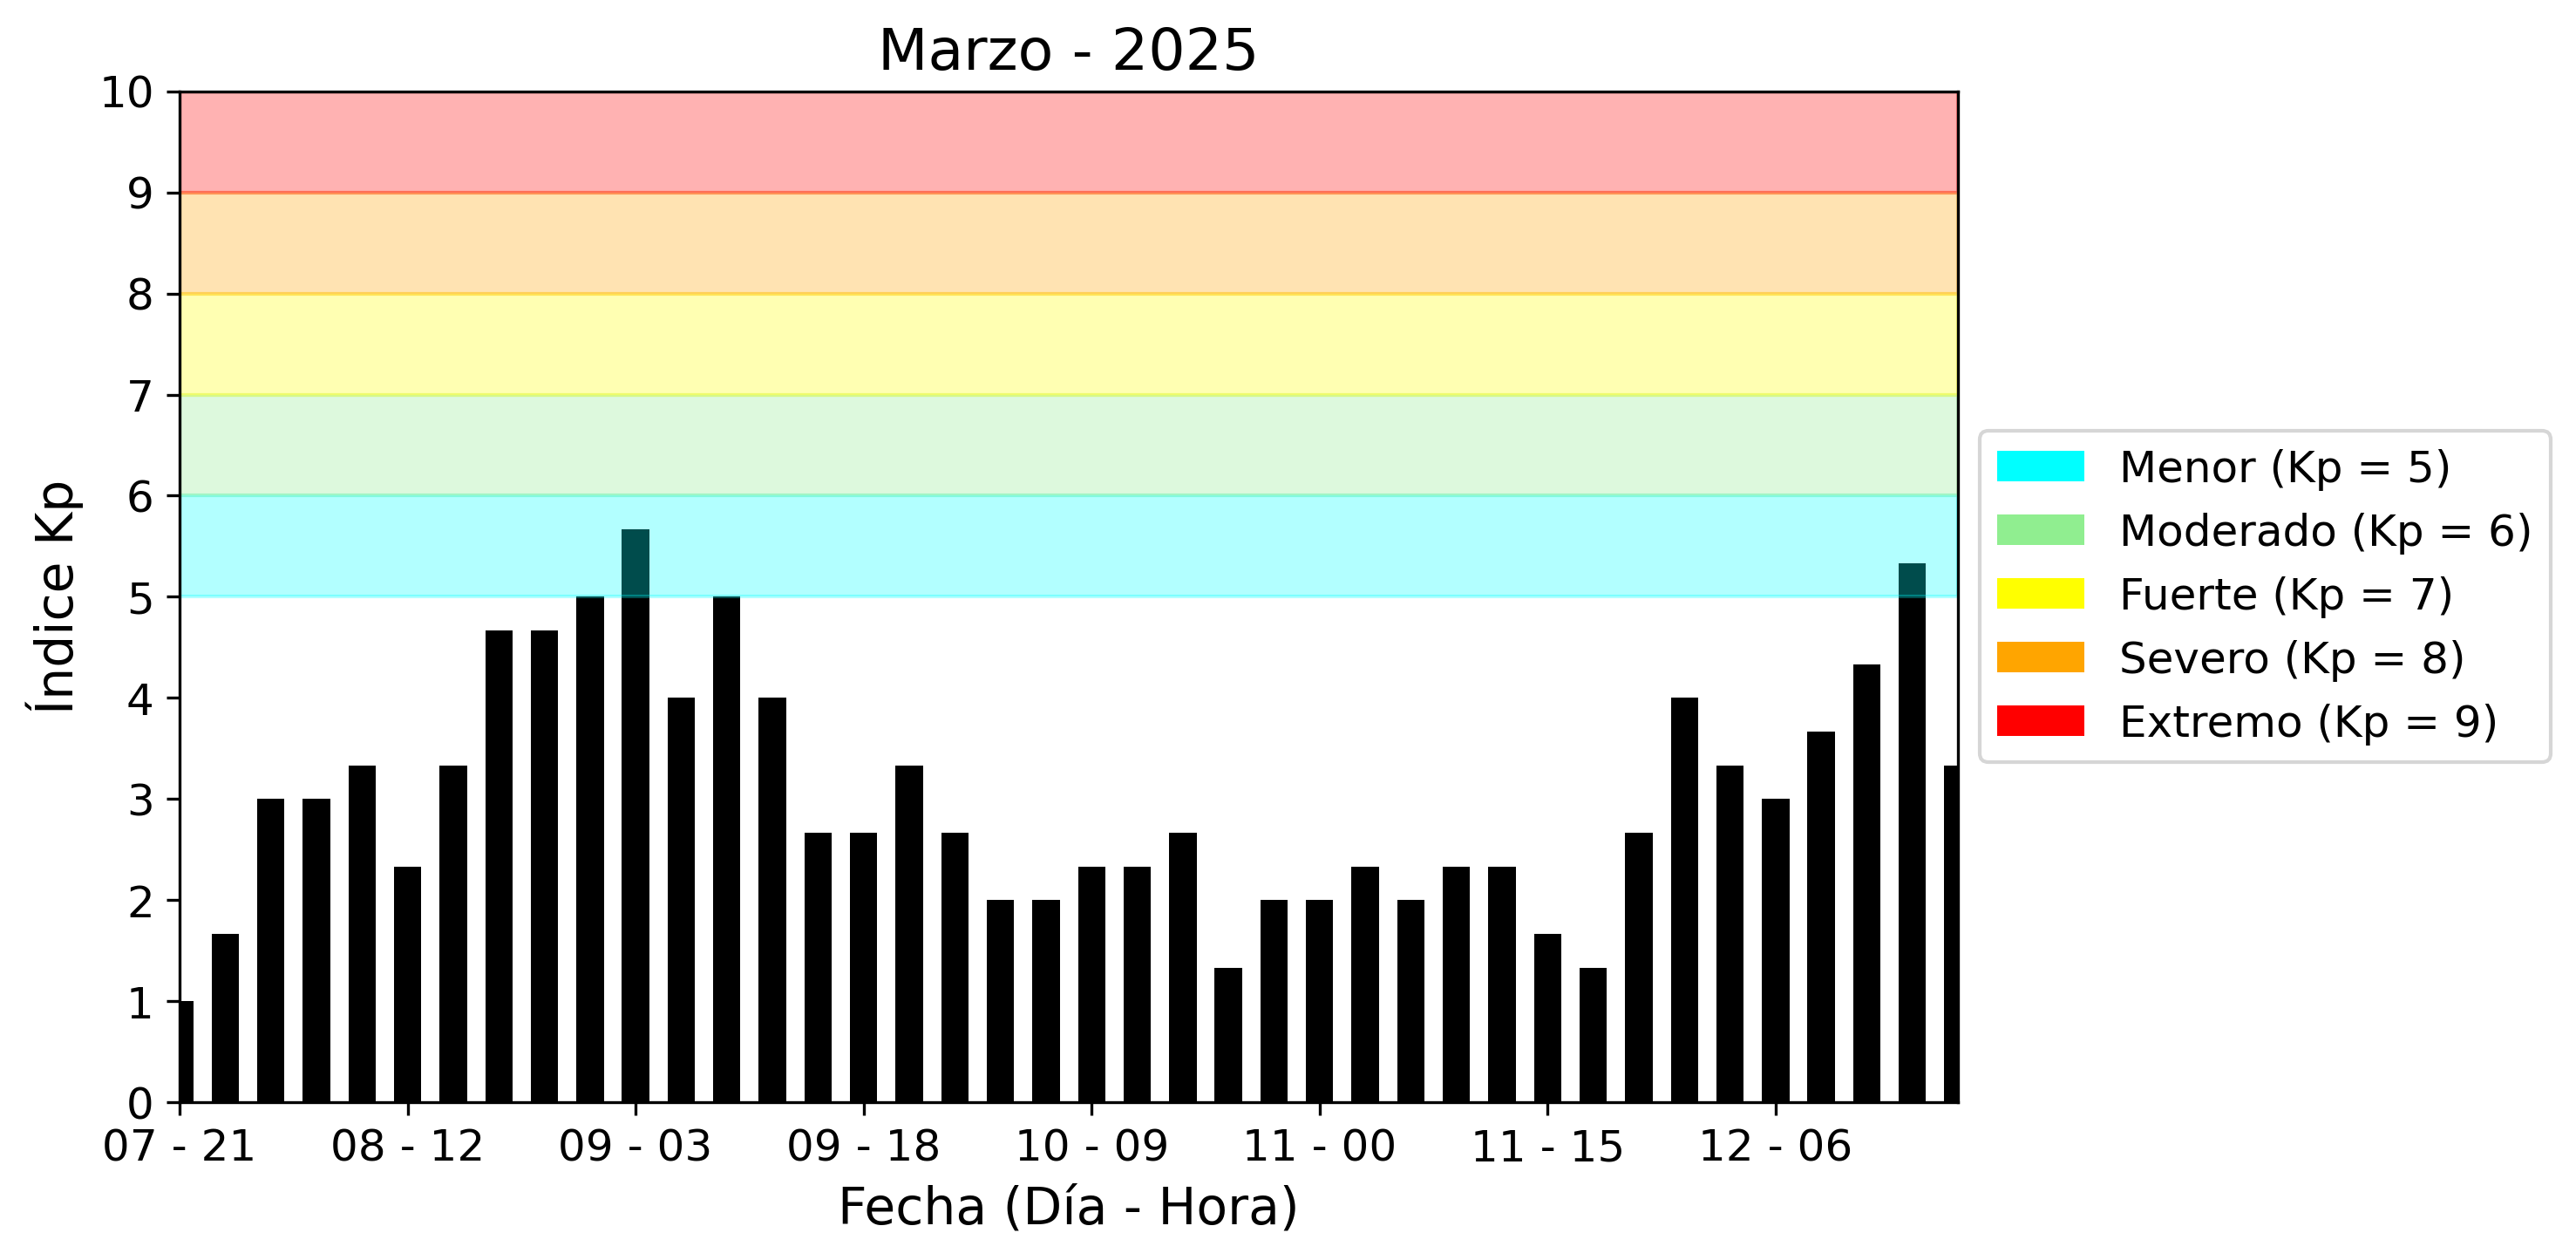 Marzo - 2025
10
9
8
7
6
5
4
3
2
1
0
Índice Kp
07 - 21
08 - 12
09 - 03
09 - 18
10 - 09
11 - 00
11 - 15
12 - 06
Fecha (Día - Hora)
Menor (Kp = 5)
Moderado (Kp = 6)
Fuerte (Kp = 7)
Severo (Kp = 8)
Extremo (Kp = 9)